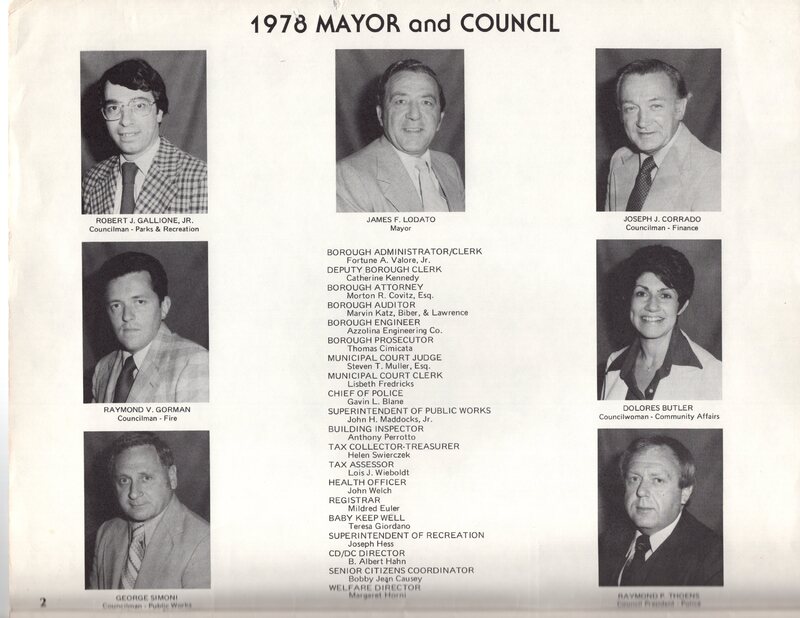 1978 MAYOR and COUNCIL
ROBERT J. GALLIONE, JR.
Councilman - Parks & Recreation
JAMES F. LODATO
Mayor
JOSEPH J. CORRADO
Councilman - Finance
RAYMOND V. GORMAN
Councilman - Fire
BOROUGH ADMINISTRATOR/CLERK
Fortune A. Valore, Jr.
DEPUTY BOROUGH CLERK
Catherine Kennedy
BOROUGH ATTORNEY
Morton R. Covitz, Esq.
BOROUGH AUDITOR
Marvin Katz, Biber, & Lawrence
BOROUGH ENGINEER
Azzolina Engineering Co.
BOROUGH PROSECUTOR
Thomas Cimicata
MUNICIPAL COURT JUDGE
Steven T. Muller, Esq.
MUNICIPAL COURT CLERK
Lisbeth Fredricks
CHIEF OF POLICE
Gavin L. Blane
SUPERINTENDENT OF PUBLIC WORKS
John H. Maddocks, Jr.
BUILDING INSPECTOR
Anthony Perrotto
TAX COLLECTOR-TREASURER
Helen Swierczek
TAX ASSESSOR
Lois J. Wieboldt
HEALTH OFFICER
John Welch
REGISTRAR
Mildred Euler
BABY KEEP WELL
Teresa Giordano
SUPERINTENDENT OF RECREATION
Joseph Hess
CD/DC DIRECTOR
B. Albert Hahn
SENIOR CITIZENS COORDINATOR
Bobby Jean Causey
WELFARE DIRECTOR
Margaret Horni
DOLORES BUTLER
Councilwoman - Community Affairs
GEORGE SIMONI
Councilman - Public Works
RAYMOND P. THOENS
Council President - Police
2